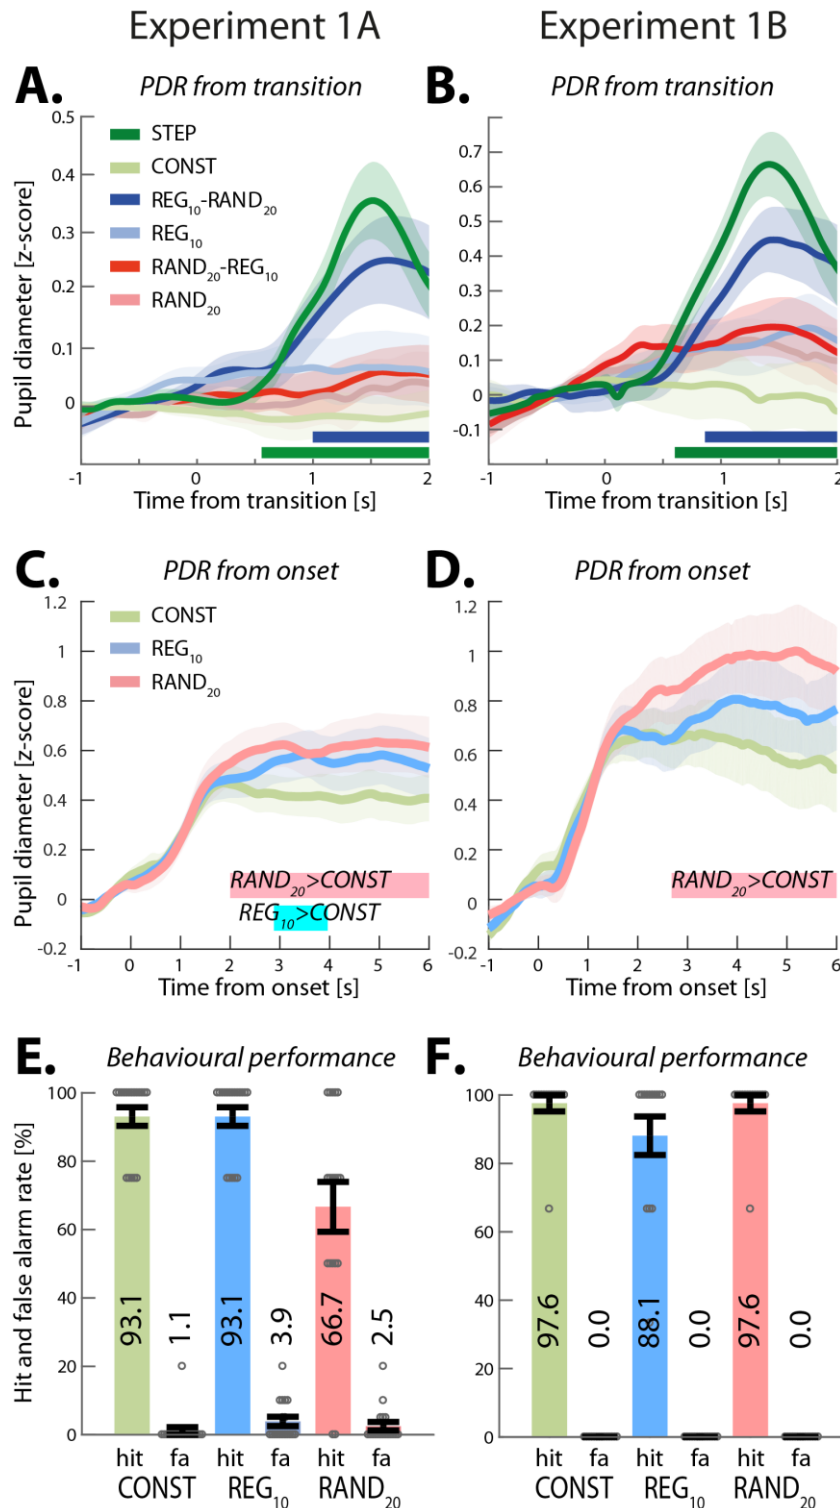 Experiment 1A
Experiment 1B
A.
PDR from transition
B.
PDR from transition
Pupil diameter [z-score]
0.5
0.4
0.3
0.2
0.1
0
STEP
CONST
REG₁₀-RAND₂₀
REG₁₀
RAND₂₀-REG₁₀
RAND₂₀
-1 0 1 2
Time from transition [s]
0.7
0.6
0.5
0.4
0.3
0.2
0.1
0
-0.1
-1 0 1 2
Time from transition [s]
C.
PDR from onset
D.
PDR from onset
Pupil diameter [z-score]
1.2
1
0.8
0.6
0.4
0.2
0
-0.2
CONST
REG₁₀
RAND₂₀
RAND₂₀>CONST
REG₁₀>CONST
-1 0 1 2 3 4 5 6
Time from onset [s]
1.2
1
0.8
0.6
0.4
0.2
0
-0.2
RAND₂₀>CONST
-1 0 1 2 3 4 5 6
Time from onset [s]
E.
Behavioural performance
F.
Behavioural performance
Hit and false alarm rate [%]
100
80
60
40
20
0
93.1 1.1 93.1 3.9 66.7 2.5
hit fa hit fa hit fa
CONST REG₁₀ RAND₂₀
100
80
60
40
20
0
97.6 0.0 88.1 0.0 97.6 0.0
hit fa hit fa hit fa
CONST REG₁₀ RAND₂₀